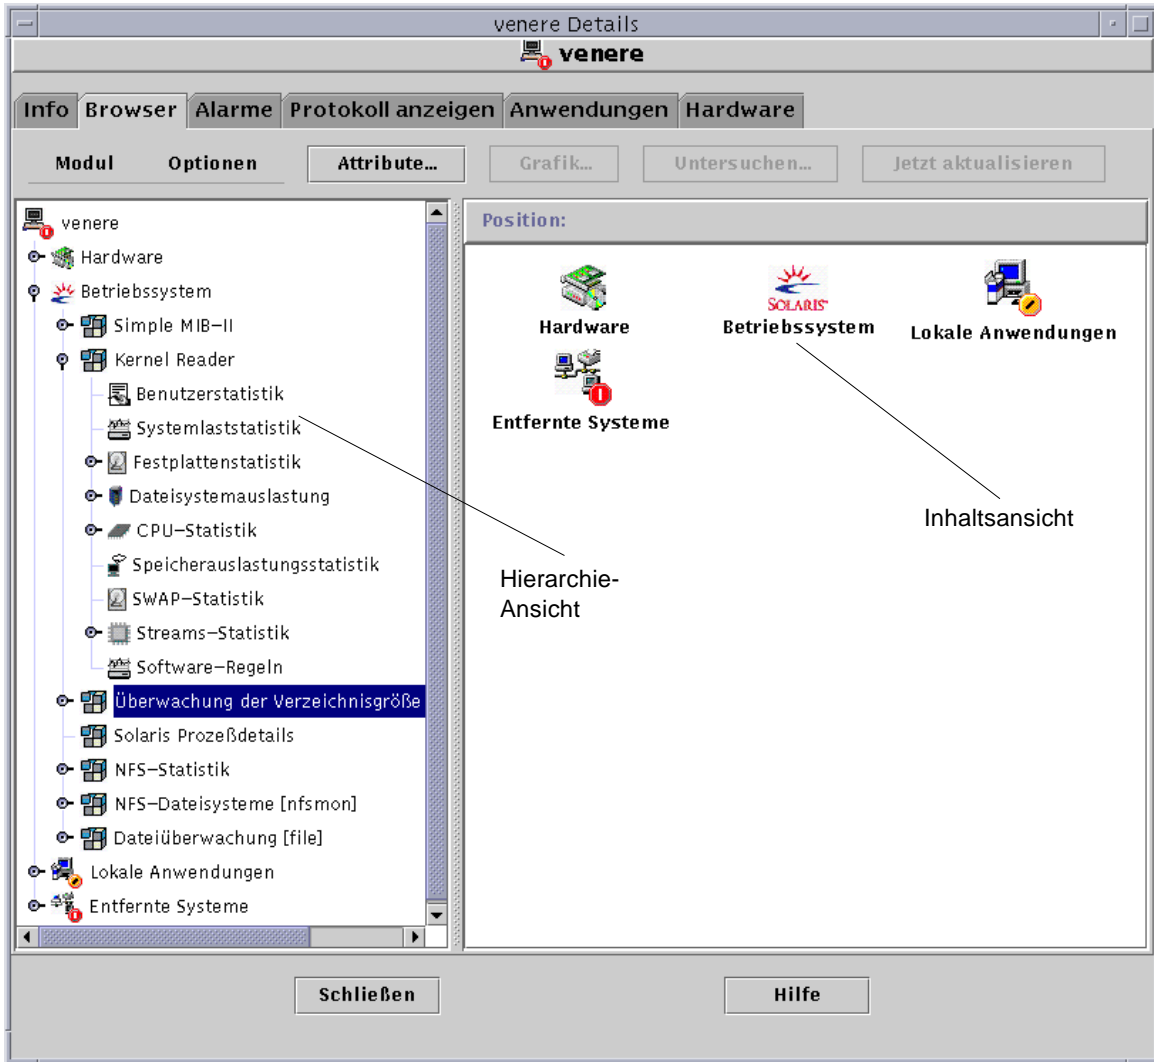 venere Details
venere
Info Browser Alarme Protokoll anzeigen Anwendungen Hardware
Modul Optionen Attribute... Grafik... Untersuchen... Jetzt aktualisieren
venere
Hardware
Betriebssystem
Simple MIB-II
Kernel Reader
Benutzerstatistik
Systemlaststatistik
Festplattenstatistik
Dateisystemauslastung
CPU-Statistik
Speicherauslastungsstatistik
SWAP-Statistik
Streams-Statistik
Software-Regeln
Überwachung der Verzeichnisgröße
Solaris Prozeßdetails
NFS-Statistik
NFS-Dateisysteme [nfsmon]
Dateiüberwachung [file]
Lokale Anwendungen
Entfernte Systeme
Position:
SOLARIS
Hardware
Betriebssystem
Lokale Anwendungen
Entfernte Systeme
Inhaltsansicht
Hierarchie-
Ansicht
Schließen Hilfe